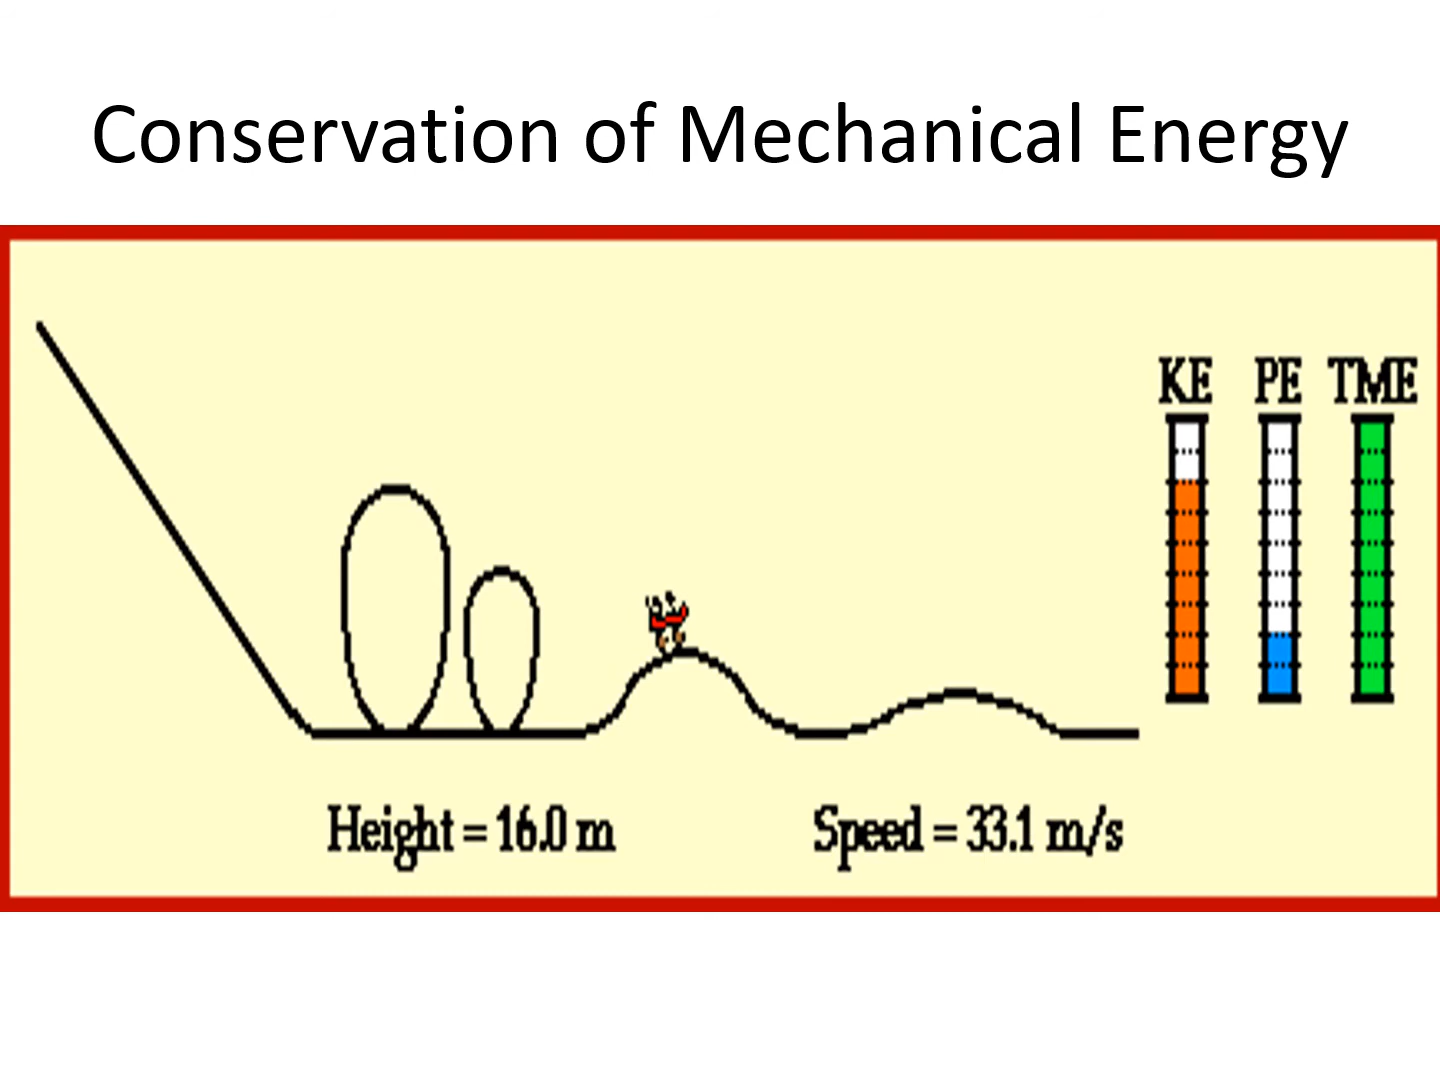 Conservation of Mechanical Energy
KE PE TME
Height = 16.0 m Speed = 33.1 m/s